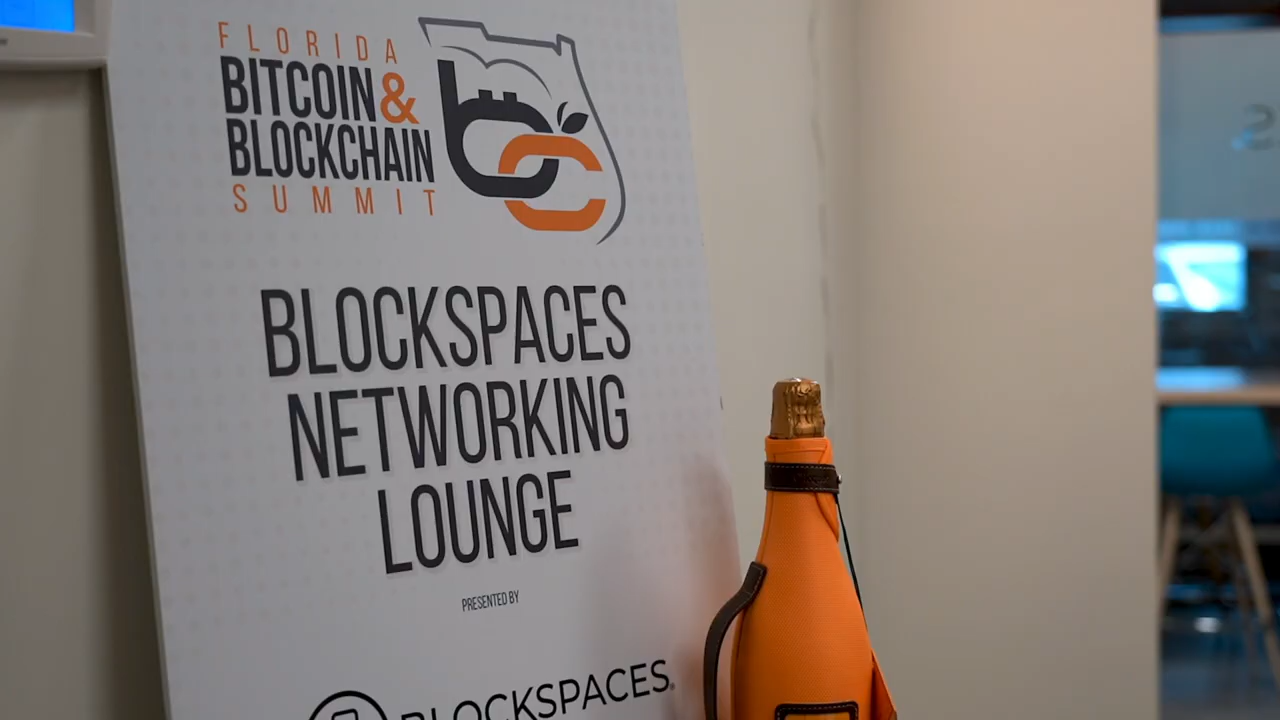 FLORIDA
BITCOIN &
BLOCKCHAIN
SUMMIT
BLOCKSPACES
NETWORKING
LOUNGE
PRESENTED BY
BLOCKSPACES.